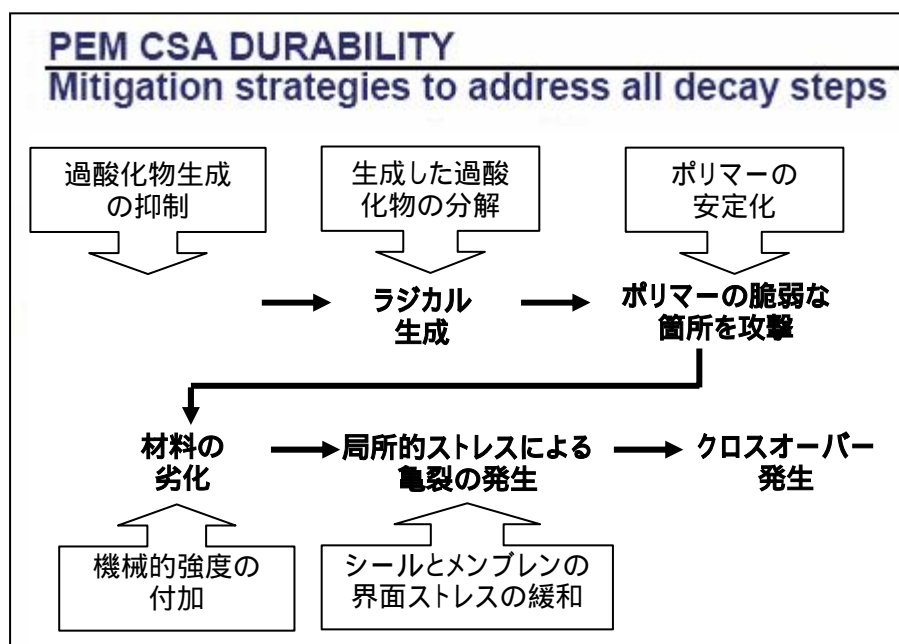 PEM CSA DURABILITY
Mitigation strategies to address all decay steps
過酸化物生成
の抑制
生成した過酸
化物の分解
ポリマーの
安定化
ラジカル
生成
ポリマーの脆弱な
箇所を攻撃
材料の
劣化
局所的ストレスによる
亀裂の発生
クロスオーバー
発生
機械的強度の
付加
シールとメンブレンの
界面ストレスの緩和